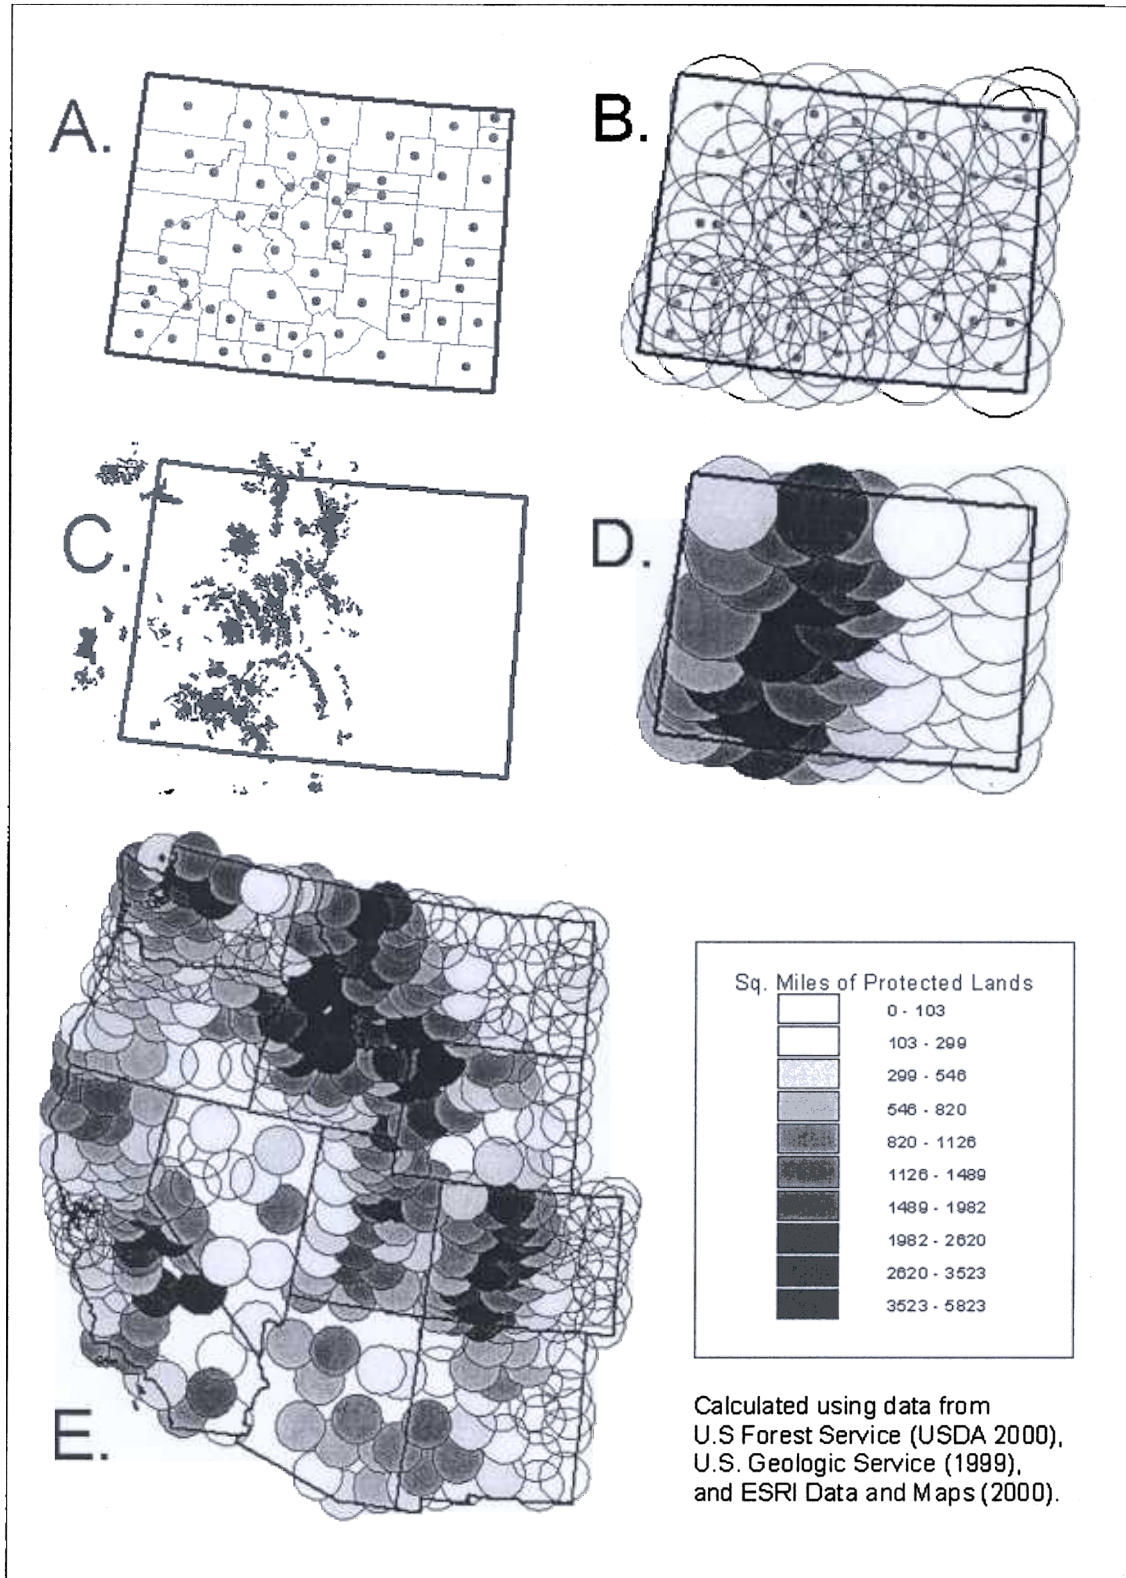 A.
B.
C.
D.
E.
Sq. Miles of Protected Lands
0 - 103
103 - 299
299 - 546
546 - 820
820 - 1126
1126 - 1489
1489 - 1982
1982 - 2620
2620 - 3523
3523 - 5823
Calculated using data from
U.S Forest Service (USDA 2000),
U.S. Geologic Service (1999),
and ESRI Data and Maps (2000).